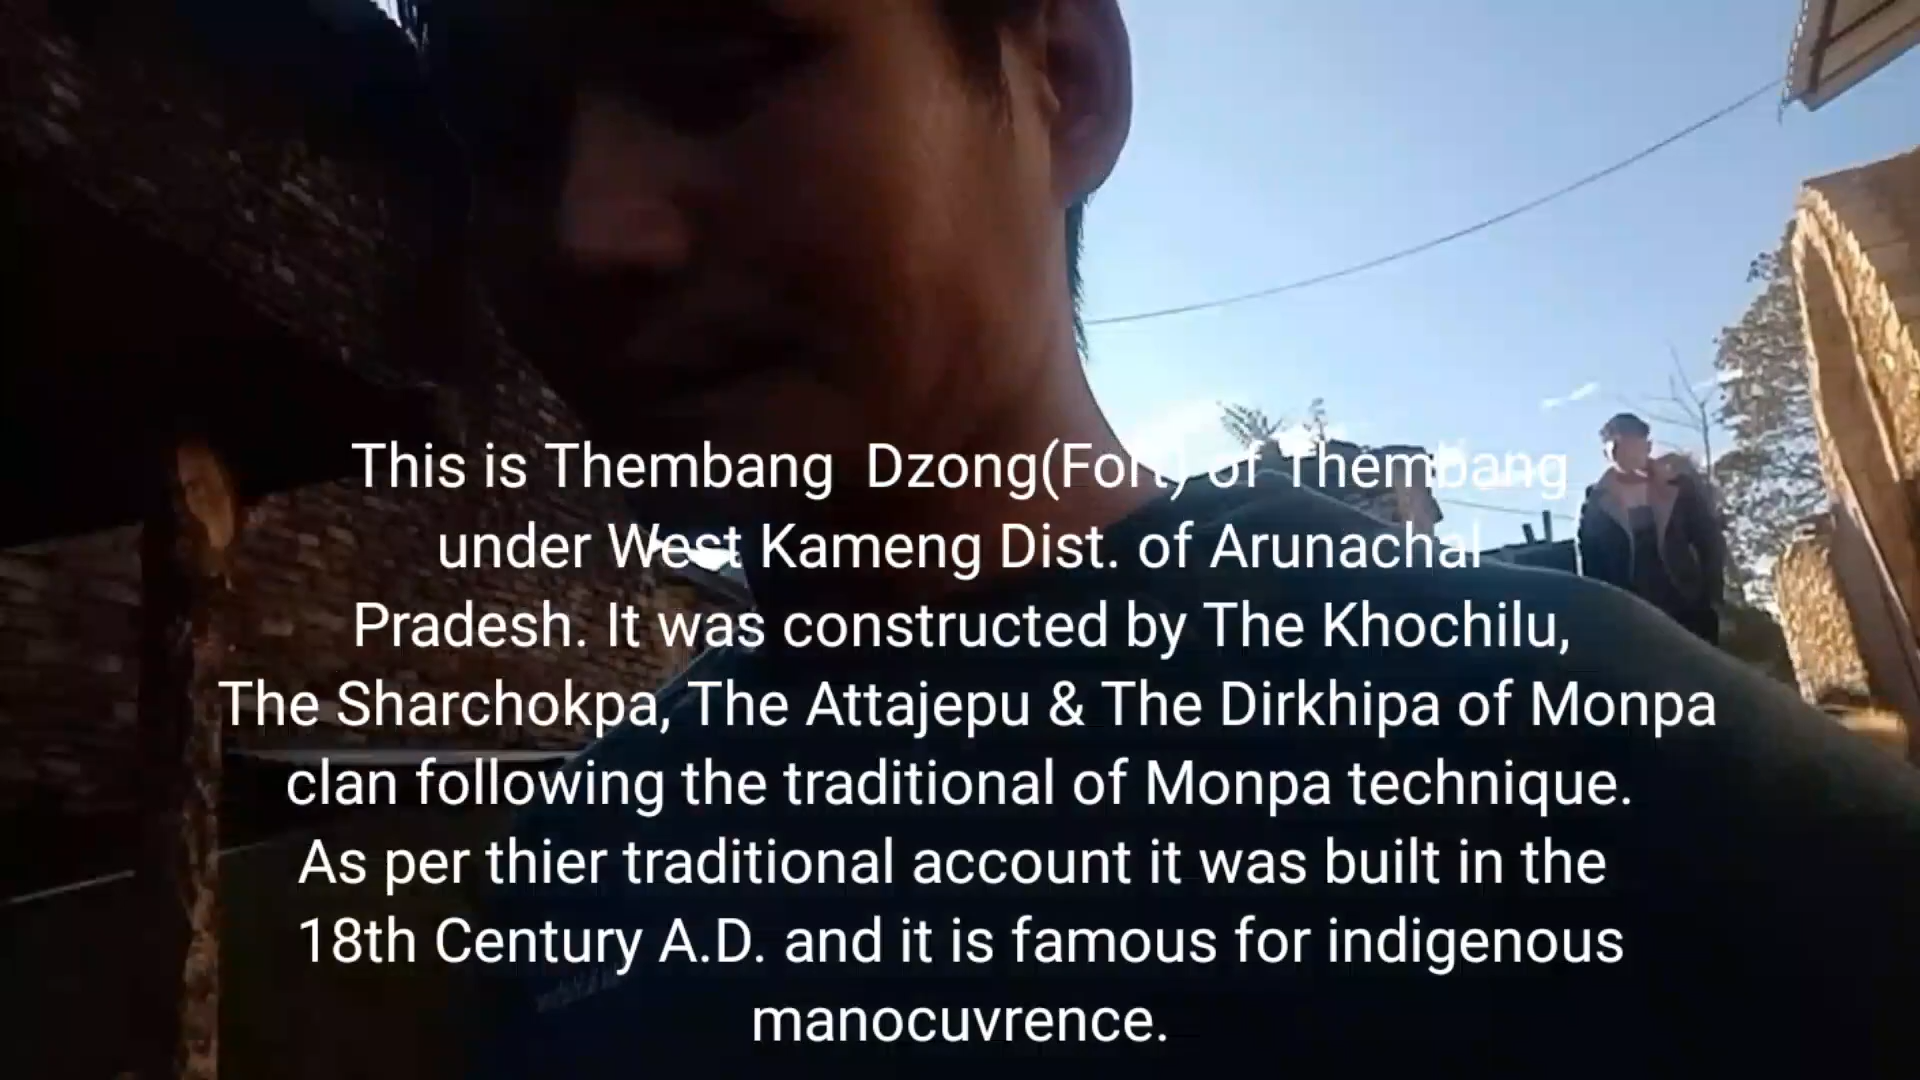 This is Thembang Dzong(Fort) of Thembang
under West Kameng Dist. of Arunachal
Pradesh. It was constructed by The Khochilu,
The Sharchokpa, The Attajepu & The Dirkhipa of Monpa
clan following the traditional of Monpa technique.
As per thier traditional account it was built in the
18th Century A.D. and it is famous for indigenous
manocuvrence.